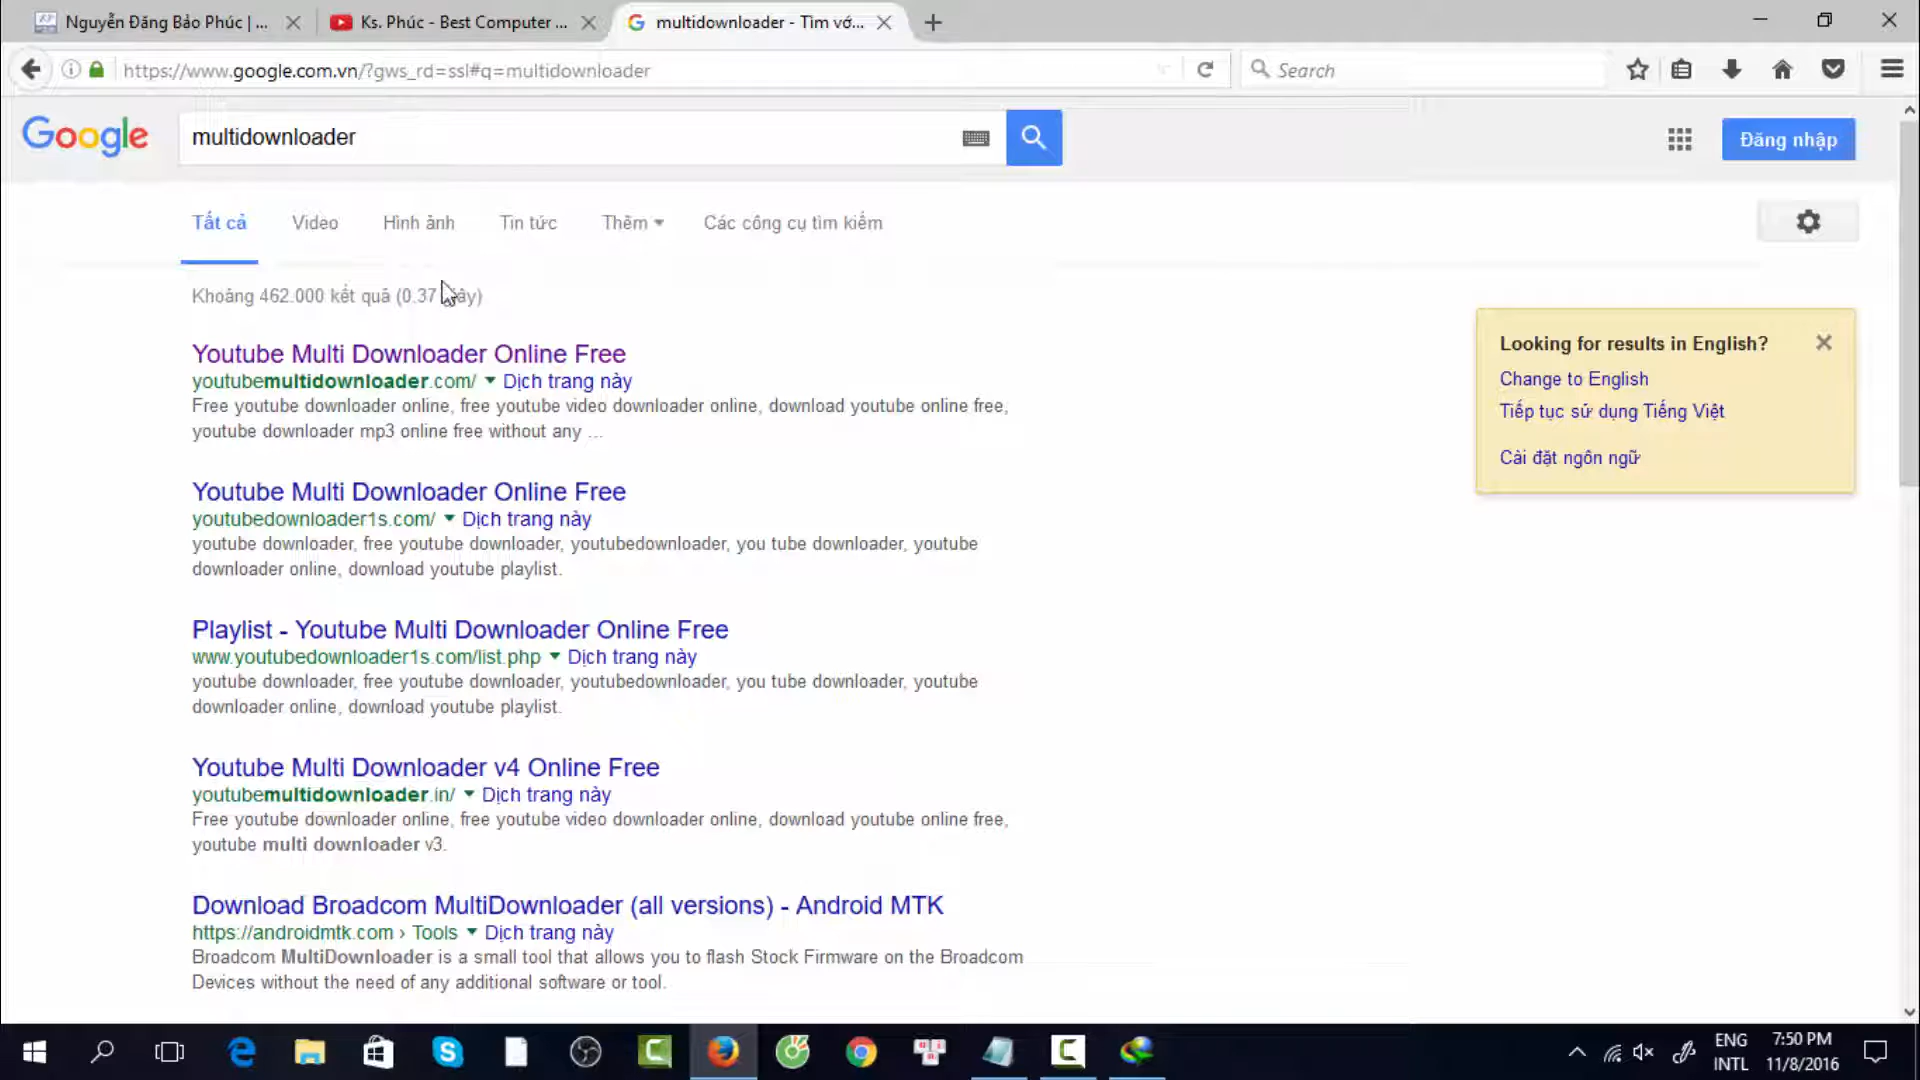 Nguyễn Đăng Bảo Phúc | ...
Ks. Phúc - Best Computer ...
multidownloader - Tìm vớ...
https://www.google.com.vn/?gws_rd=ssl#q=multidownloader
Search
Google
multidownloader
Đăng nhập
Tất cả
Video
Hình ảnh
Tin tức
Thêm
Các công cụ tìm kiếm
Khoảng 462.000 kết quả (0.37
Looking for results in English?
Change to English
Tiếp tục sử dụng Tiếng Việt
Cài đặt ngôn ngữ
Youtube Multi Downloader Online Free
youtubemultidownloader.com/ Dịch trang này
Free youtube downloader online, free youtube video downloader online, download youtube online free,
youtube downloader mp3 online free without any ...
Youtube Multi Downloader Online Free
youtubedownloader1s.com/ Dịch trang này
youtube downloader, free youtube downloader, youtubedownloader, you tube downloader, youtube
downloader online, download youtube playlist.
Playlist - Youtube Multi Downloader Online Free
www.youtubedownloader1s.com/list.php Dịch trang này
youtube downloader, free youtube downloader, youtubedownloader, you tube downloader, youtube
downloader online, download youtube playlist.
Youtube Multi Downloader v4 Online Free
youtubemultidownloader.in/ Dịch trang này
Free youtube downloader online, free youtube video downloader online, download youtube online free,
youtube multi downloader v3.
Download Broadcom MultiDownloader (all versions) - Android MTK
https://androidmtk.com › Tools Dịch trang này
Broadcom MultiDownloader is a small tool that allows you to flash Stock Firmware on the Broadcom
Devices without the need of any additional software or tool.
ENG
INTL
7:50 PM
11/8/2016